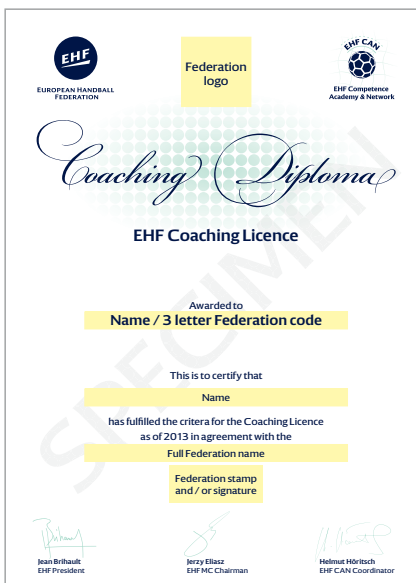 EHF
EUROPEAN HANDBALL
FEDERATION
Federation
logo
EHF CAN
EHF Competence
Academy & Network
Coaching Diploma
EHF Coaching Licence
Awarded to
Name / 3 letter Federation code
This is to certify that
Name
has fulfilled the critera for the Coaching Licence
as of 2013 in agreement with the
Full Federation name
Federation stamp
and / or signature
SPECIMEN
Jean Brihault
EHF President
Jerzy Eliasz
EHF MC Chairman
Helmut Höritsch
EHF CAN Coordinator